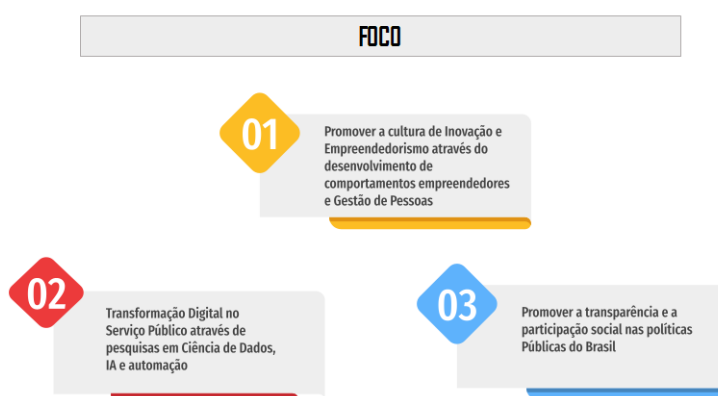 FOCO
01
Promover a cultura de Inovação e
Empreendedorismo através do
desenvolvimento de
comportamentos empreendedores
e Gestão de Pessoas
02
Transformação Digital no
Serviço Público através de
pesquisas em Ciência de Dados,
IA e automação
03
Promover a transparência e a
participação social nas políticas
Públicas do Brasil